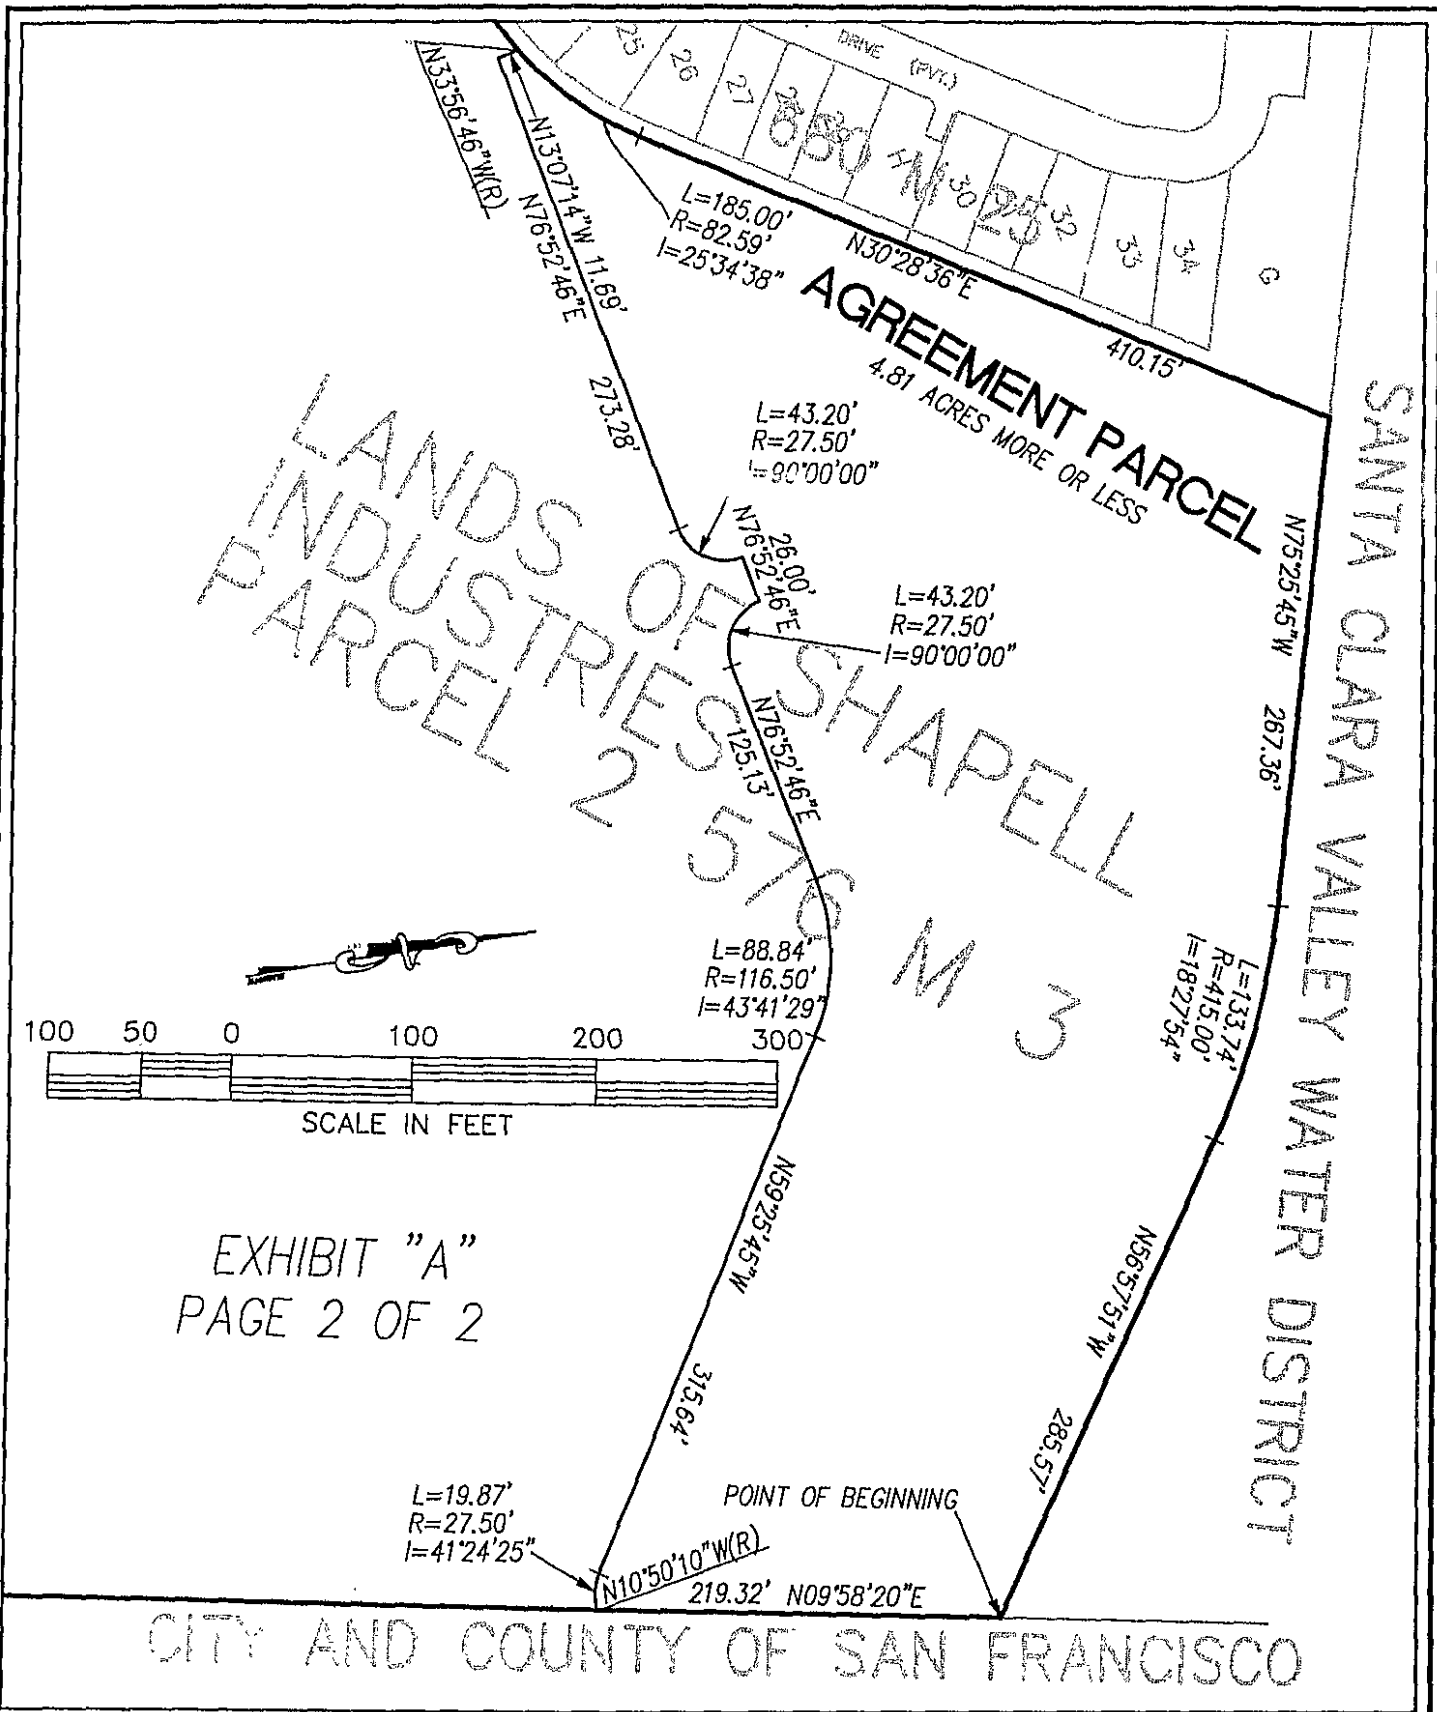 DRIVE (PVT.)
25
26
27
30
32
33
34
G
N33°56'46"W(R)
N13°07'14"W 11.69'
N76°52'46"E
273.28'
L=185.00'
R=82.59'
I=25°34'38"
N30°28'36"E
410.15'
AGREEMENT PARCEL
4.81 ACRES MORE OR LESS
L=43.20'
R=27.50'
I=90°00'00"
26.00'
N76°52'46"E
L=43.20'
R=27.50'
I=90°00'00"
N76°52'46"E
125.13'
LANDS OF SHAPELL
INDUSTRIES
PARCEL 2 576 M 3
N75°25'45"W 267.36'
SANTA CLARA VALLEY WATER DISTRICT
L=88.84'
R=116.50'
I=43°41'29"
L=133.74'
R=415.00'
I=18°27'54"
100 50 0 100 200 300
SCALE IN FEET
N59°25'45"W
315.64'
N56°57'51"W
285.57'
EXHIBIT "A"
PAGE 2 OF 2
L=19.87'
R=27.50'
I=41°24'25"
POINT OF BEGINNING
N10°50'10"W(R)
219.32' N09°58'20"E
CITY AND COUNTY OF SAN FRANCISCO